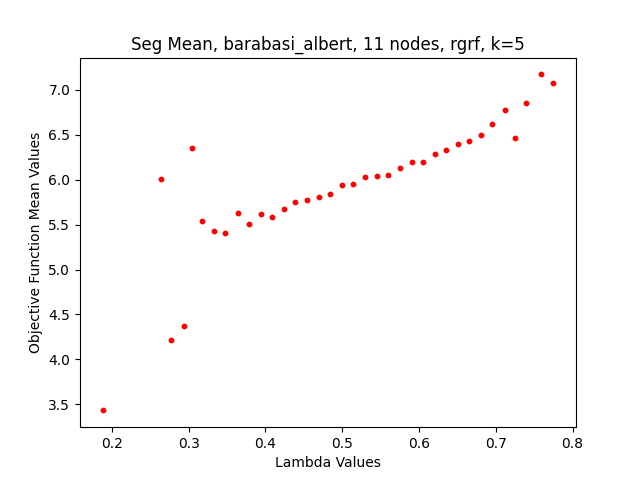 Seg Mean, barabasi_albert, 11 nodes, rgrf, k=5
Objective Function Mean Values
7.0
6.5
6.0
5.5
5.0
4.5
4.0
3.5
0.2 0.3 0.4 0.5 0.6 0.7 0.8
Lambda Values